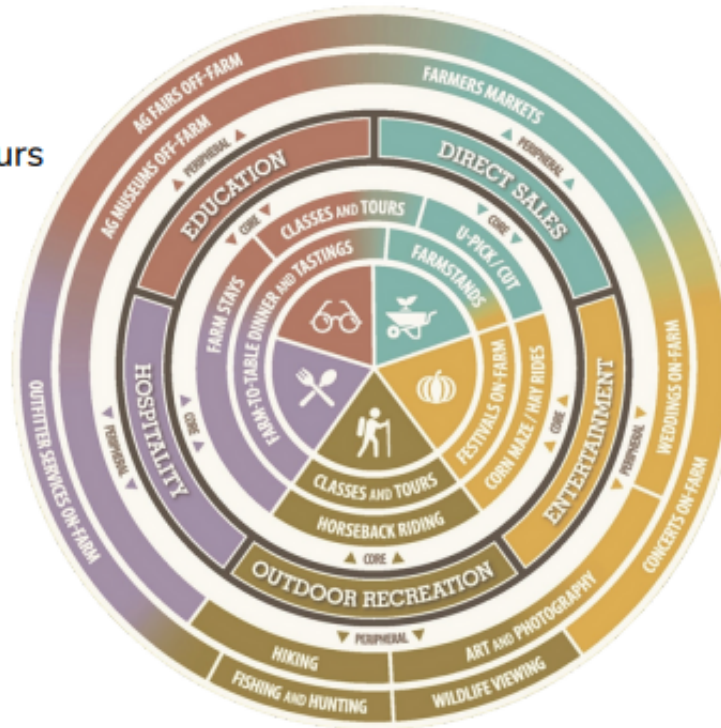 urs
AG FAIRS OFF-FARM
AG MUSEUMS OFF-FARM
FARMERS MARKETS
PERIPHERAL
PERIPHERAL
EDUCATION
DIRECT SALES
CORE
CORE
CLASSES AND TOURS
U-PICK / CUT
FARM STAYS
FARM-TO-TABLE DINNER AND TASTINGS
FARMSTANDS
FESTIVALS ON-FARM
CORN MAZE / HAY RIDES
HOSPITALITY
CORE
PERIPHERAL
OUTFITTER SERVICES ON-FARM
CORE
ENTERTAINMENT
PERIPHERAL
WEDDINGS ON-FARM
CONCERTS ON-FARM
CLASSES AND TOURS
HORSEBACK RIDING
CORE
OUTDOOR RECREATION
PERIPHERAL
HIKING
ART AND PHOTOGRAPHY
FISHING AND HUNTING
WILDLIFE VIEWING